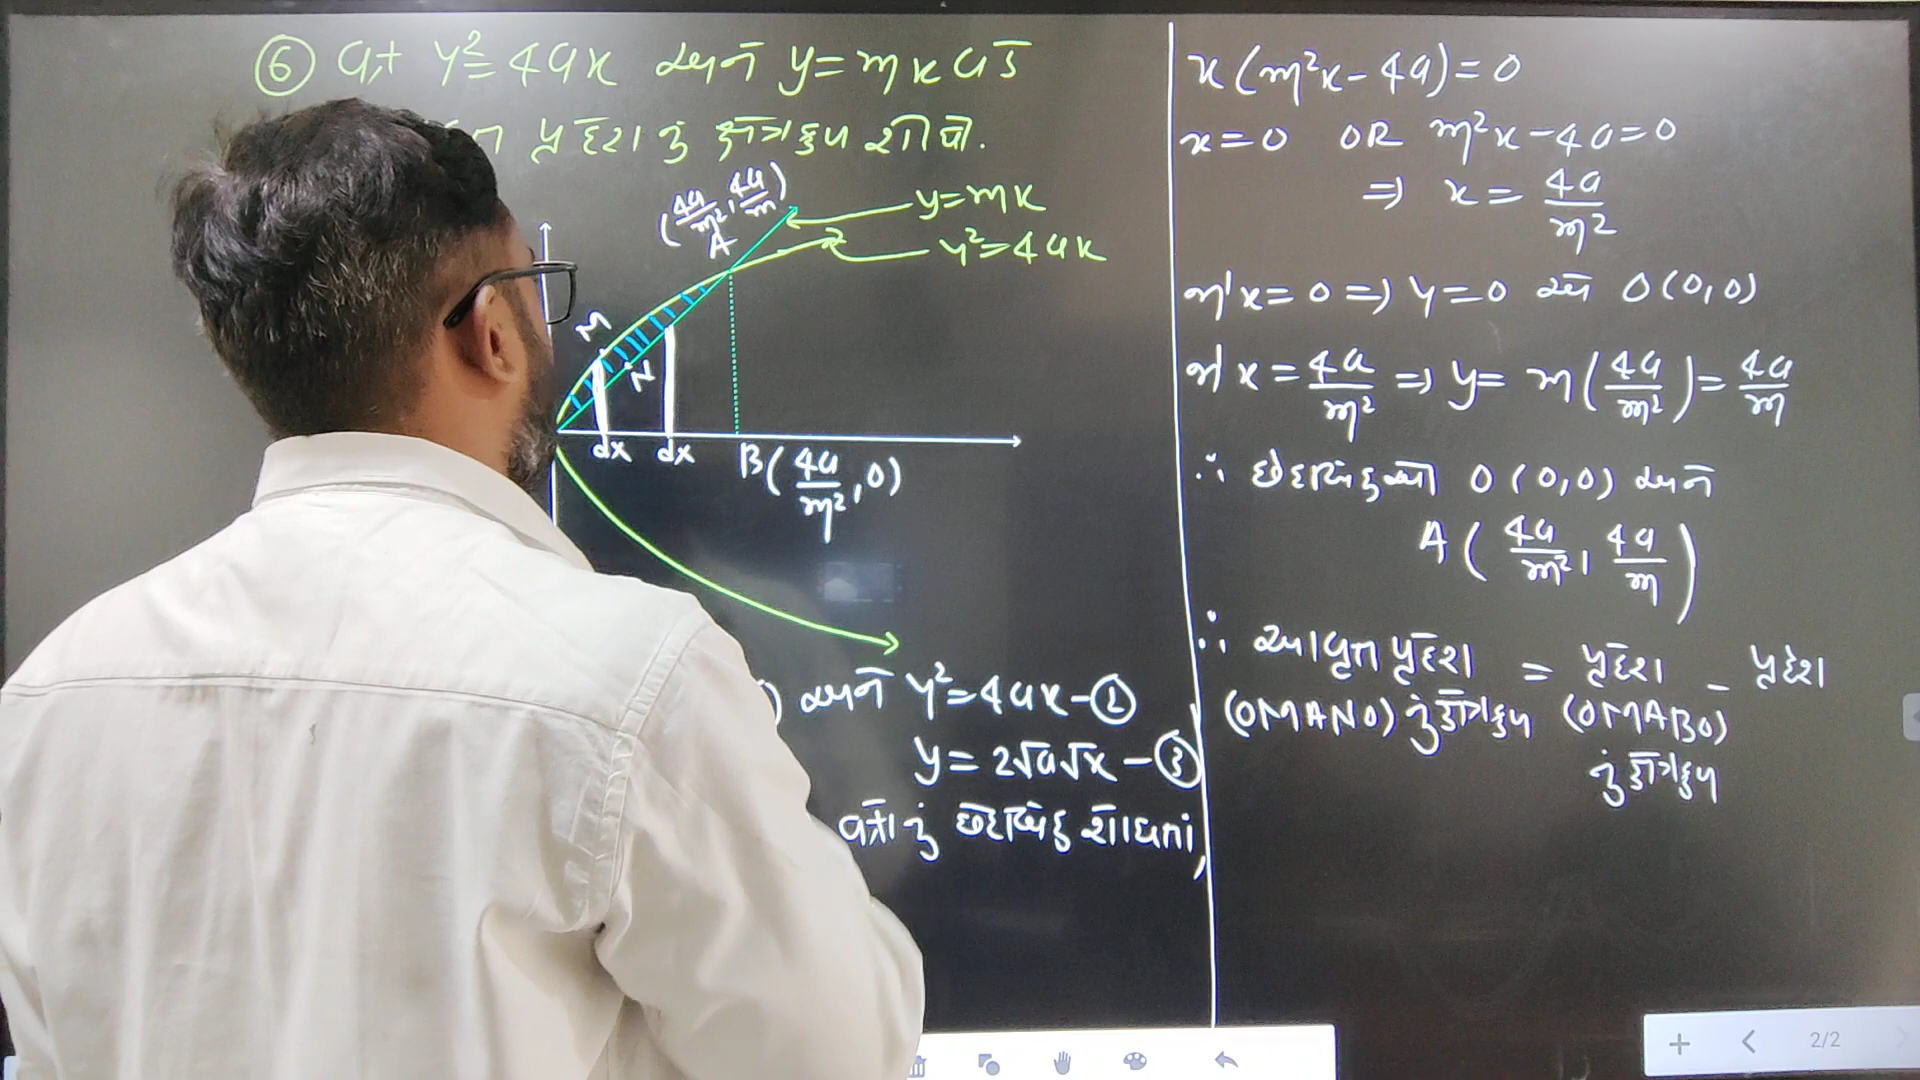 ⑥ વક્ર y² = 4ax અને y = mx વડે
પ્રદેશનું ક્ષેત્રફળ શોધો.
(4a/m², 4a/m)
A
y = mx
y² = 4ax
M
N
dx dx B(4a/m², 0)
અને y² = 4ax - ②
y = 2√a√x - ③
વક્રોનું છેદબિંદુ શોધતાં,
x(m²x - 4a) = 0
x = 0 OR m²x - 4a = 0
⇒ x = 4a/m²
જો x = 0 ⇒ y = 0 અને O(0,0)
જો x = 4a/m² ⇒ y = m(4a/m²) = 4a/m
∴ છેદબિંદુઓ O(0,0) અને
A(4a/m², 4a/m)
∴ આવૃત્ત પ્રદેશ = પ્રદેશ - પ્રદેશ
(OMANO)નું ક્ષેત્રફળ (OMABO)
નું ક્ષેત્રફળ
2/2